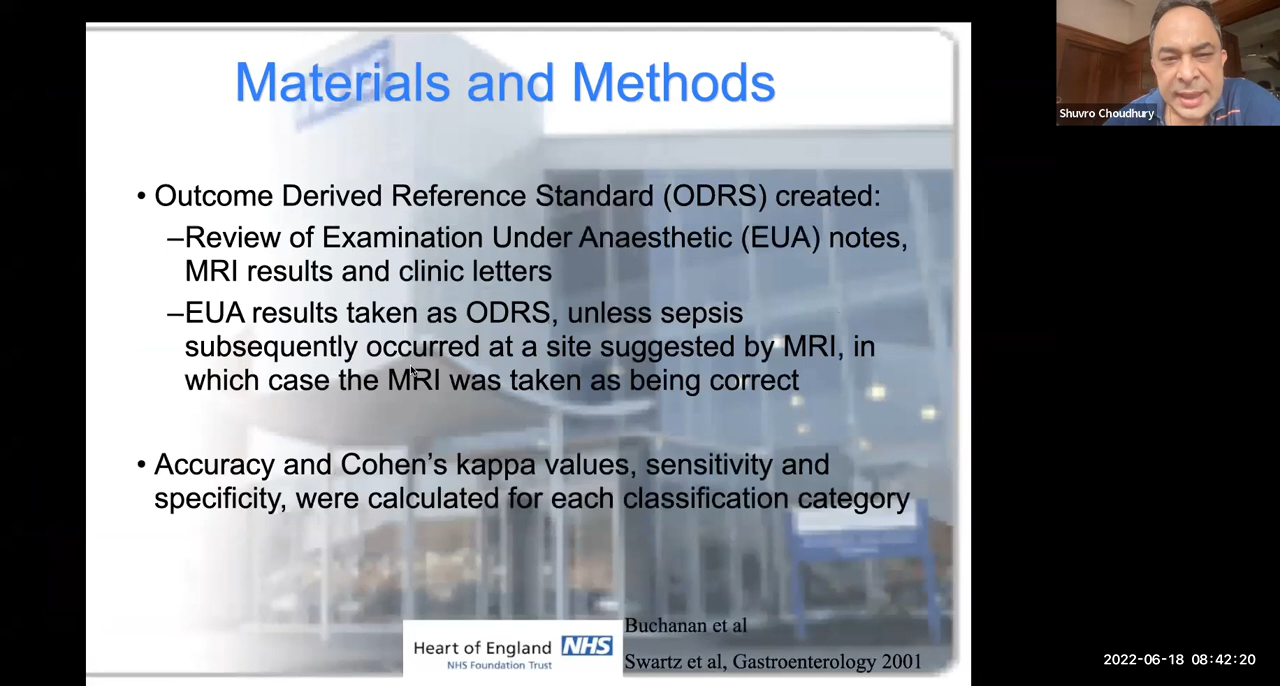 Materials and Methods
Shuvro Choudhury
• Outcome Derived Reference Standard (ODRS) created:
–Review of Examination Under Anaesthetic (EUA) notes,
MRI results and clinic letters
–EUA results taken as ODRS, unless sepsis
subsequently occurred at a site suggested by MRI, in
which case the MRI was taken as being correct
• Accuracy and Cohen’s kappa values, sensitivity and
specificity, were calculated for each classification category
Buchanan et al
Heart of England NHS
NHS Foundation Trust
Swartz et al, Gastroenterology 2001
2022-06-18 08:42:20